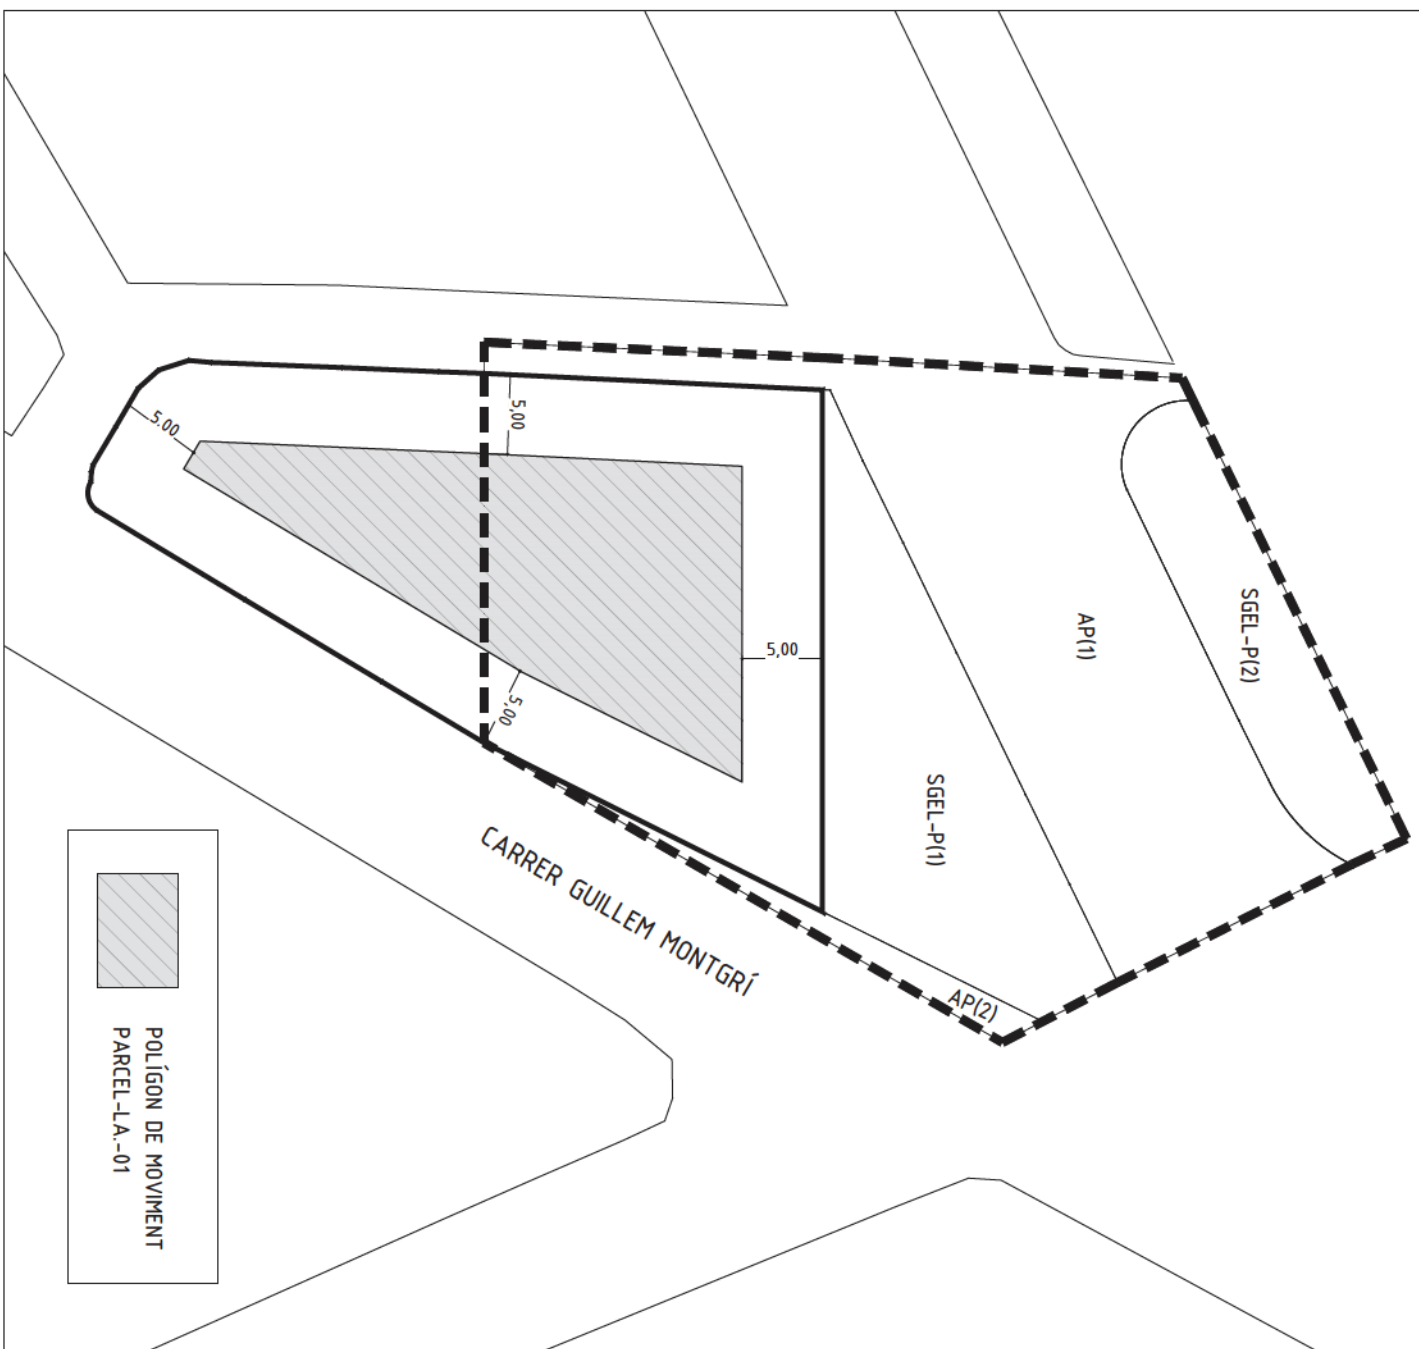 5,00
5,00
5,00
5,00
SGEL-P(2)
AP(1)
SGEL-P(1)
AP(2)
CARRER GUILLEM MONTGRÍ
POLÍGON DE MOVIMENT
PARCEL-LA.-01